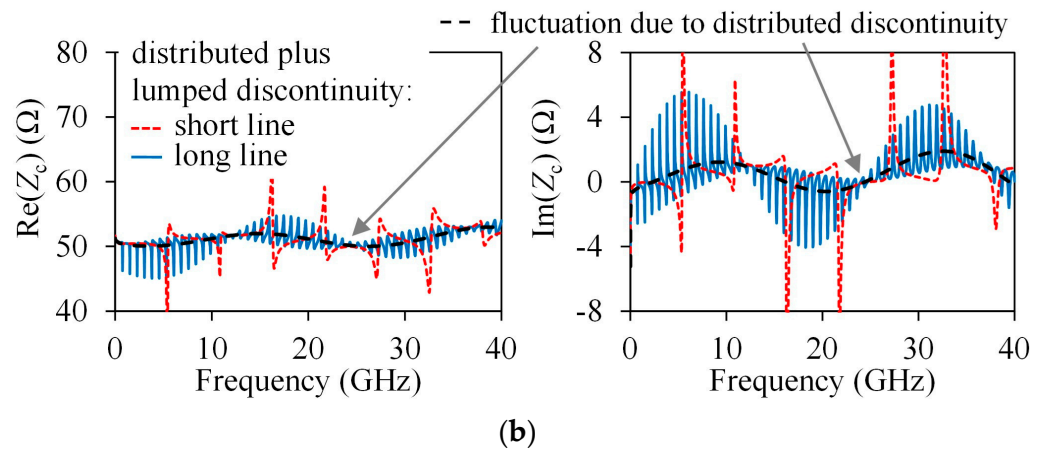 fluctuation due to distributed discontinuity
distributed plus
lumped discontinuity:
short line
long line
Re(Zc) (Ω)
80
70
60
50
40
0 10 20 30 40
Frequency (GHz)
Im(Zc) (Ω)
8
4
0
-4
-8
0 10 20 30 40
Frequency (GHz)
(b)